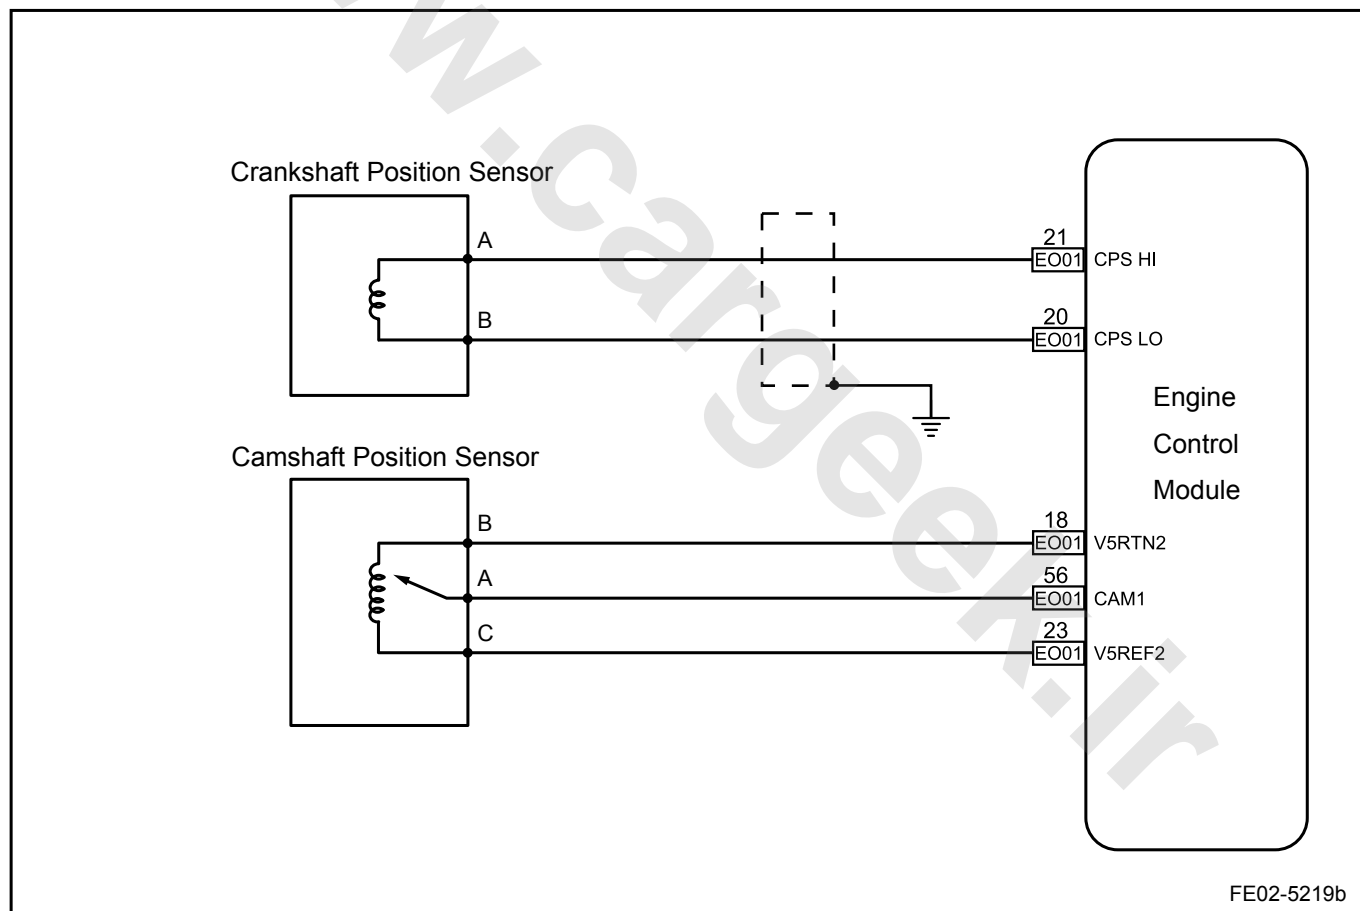 Crankshaft Position Sensor
A
21
EO01 CPS HI
B
20
EO01 CPS LO
Engine
Control
Module
Camshaft Position Sensor
B
18
EO01 V5RTN2
A
56
EO01 CAM1
C
23
EO01 V5REF2
FE02-5219b
w.cargeek.ir